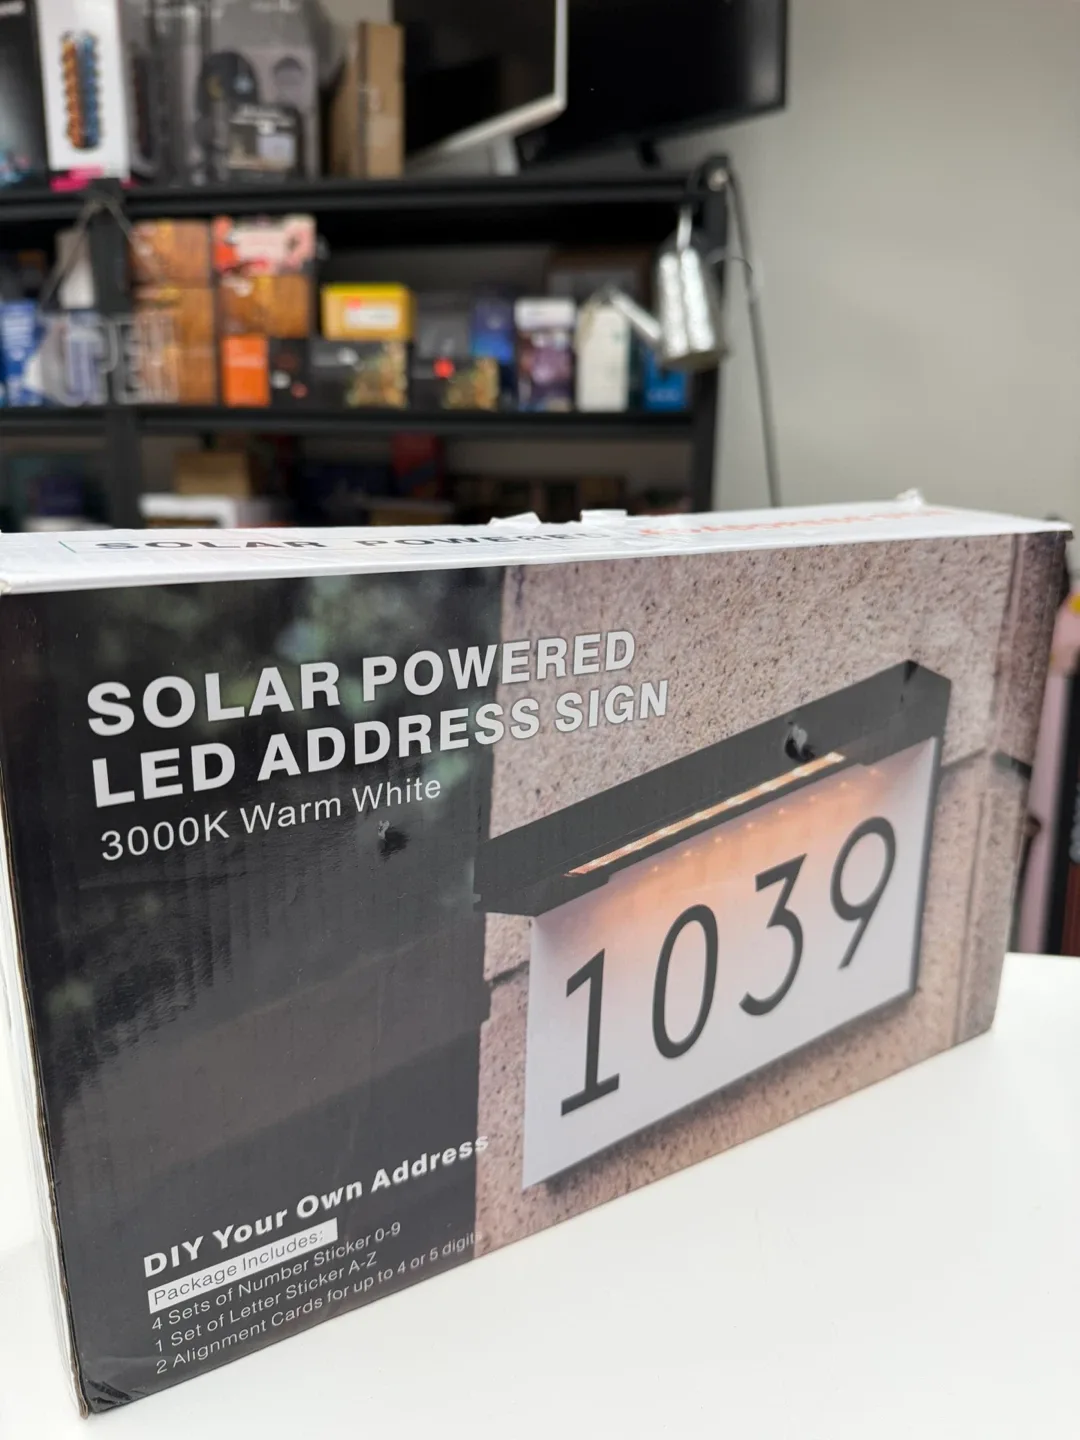 OPEN
SOLAR POWERED
SOLAR POWERED
LED ADDRESS SIGN
3000K Warm White
1039
DIY Your Own Address
Package Includes:
4 Sets of Number Sticker 0-9
1 Set of Letter Sticker A-Z
2 Alignment Cards for up to 4 or 5 digit